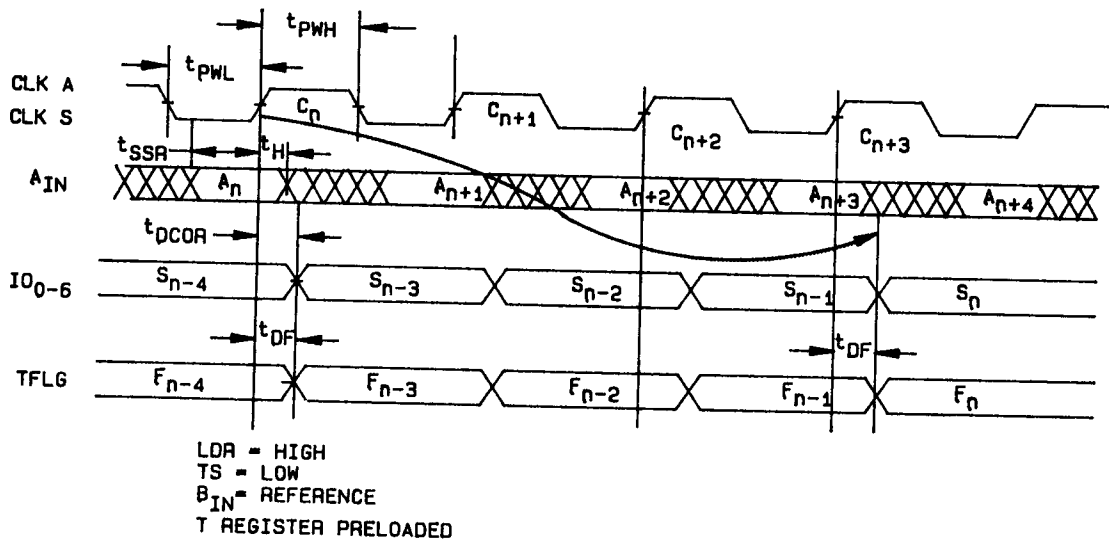 tPWH
tPWL
CLK A
CLK S
Cn
Cn+1
Cn+2
Cn+3
tSSA
tH
AIN
An
An+1
An+2
An+3
An+4
tDCOA
IO0-6
Sn-4
Sn-3
Sn-2
Sn-1
Sn
tDF
tDF
TFLG
Fn-4
Fn-3
Fn-2
Fn-1
Fn
LDA = HIGH
TS = LOW
BIN= REFERENCE
T REGISTER PRELOADED